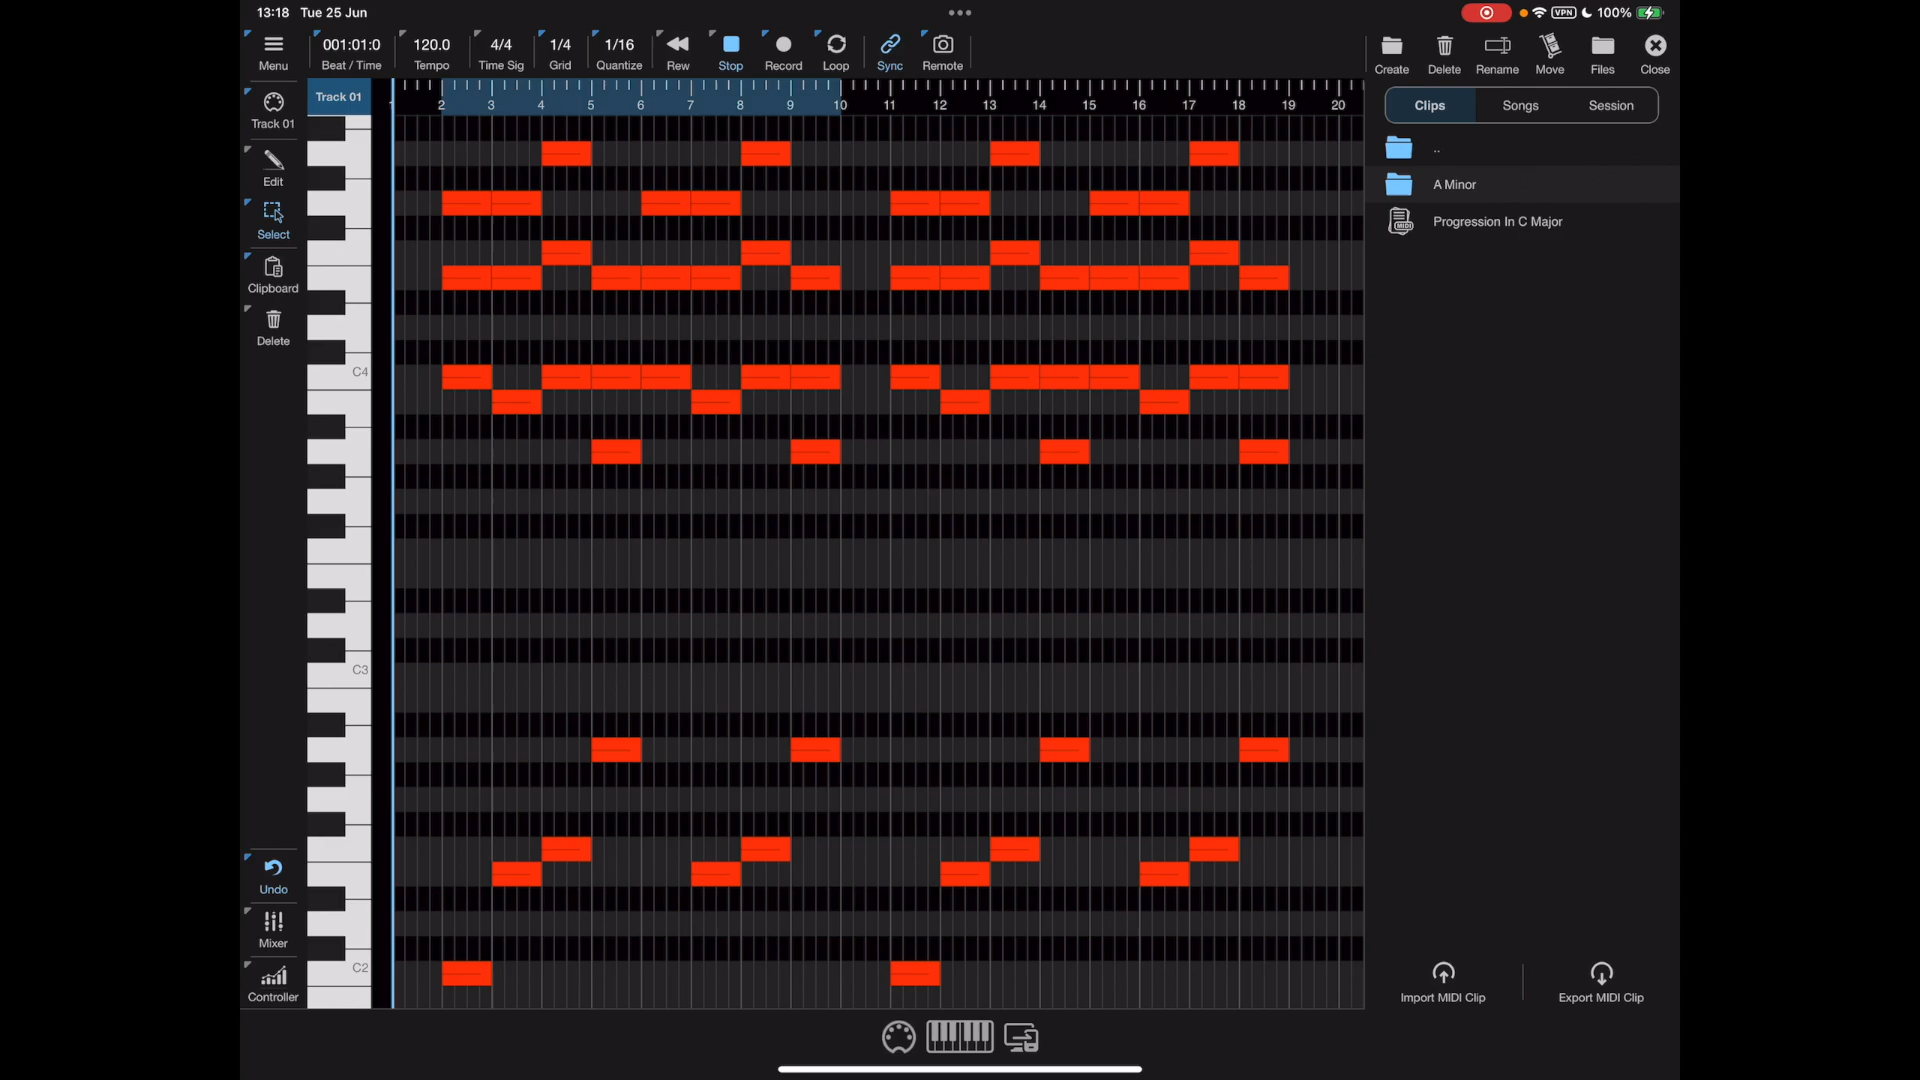 13:18 Tue 25 Jun
VPN 100%
001:01:0 120.0 4/4 1/4 1/16
Menu Beat / Time Tempo Time Sig Grid Quantize Rew Stop Record Loop Sync Remote
Create Delete Rename Move Files Close
Track 01
1 2 3 4 5 6 7 8 9 10 11 12 13 14 15 16 17 18 19 20
Clips Songs Session
Track 01
..
Edit
A Minor
Select
MIDI Progression In C Major
Clipboard
Delete
C4
C3
Undo
Mixer
C2
Controller
Import MIDI Clip Export MIDI Clip